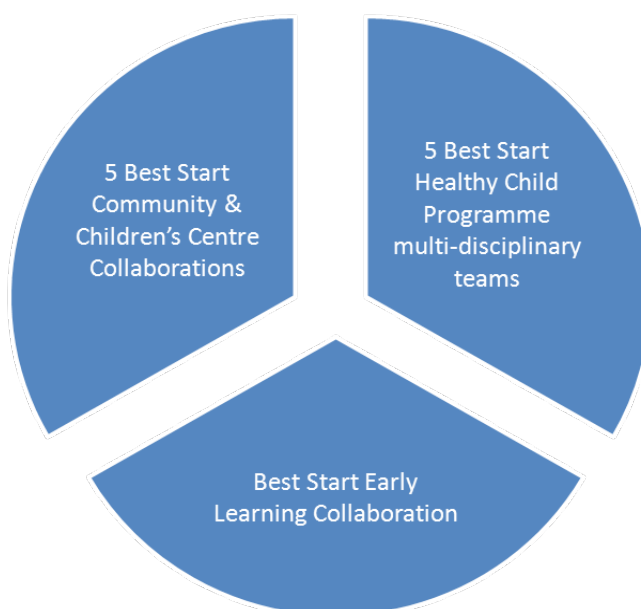 5 Best Start
Community &
Children’s Centre
Collaborations
5 Best Start
Healthy Child
Programme
multi-disciplinary
teams
Best Start Early
Learning Collaboration